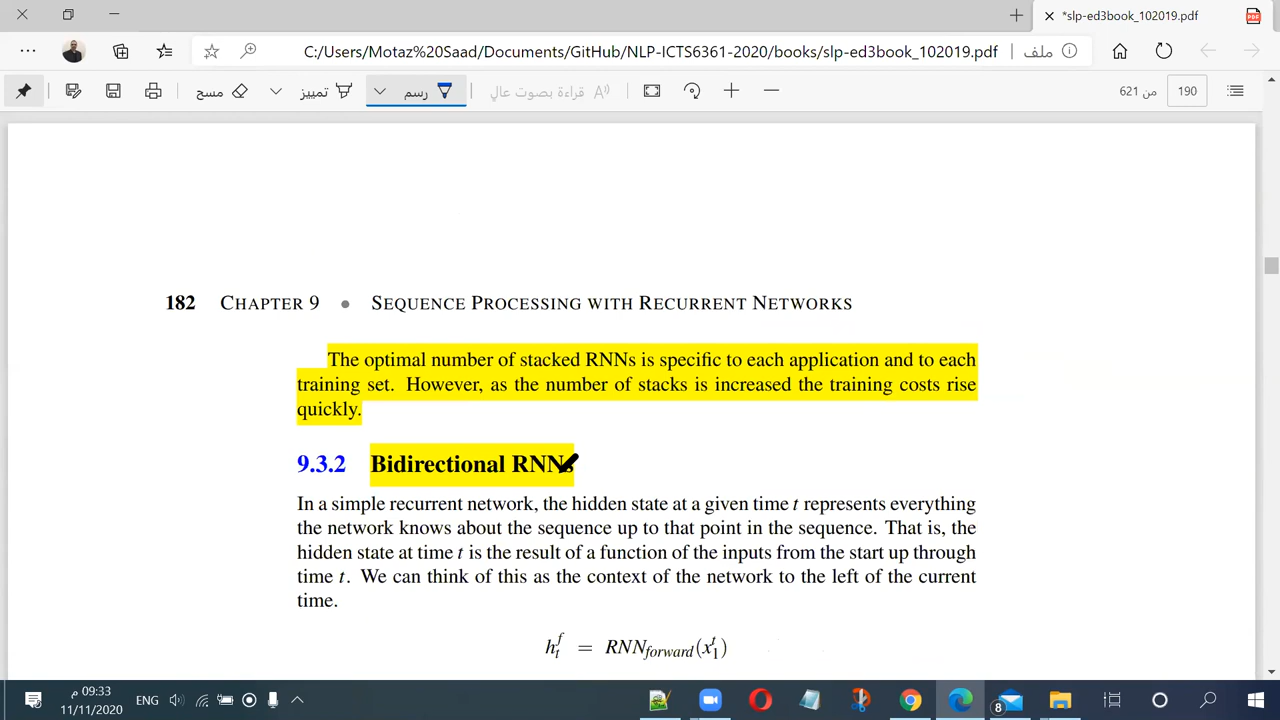 *slp-ed3book_102019.pdf
C:/Users/Motaz%20Saad/Documents/GitHub/NLP-ICTS6361-2020/books/slp-ed3book_102019.pdf
ملف
مسح
تمييز
رسم
قراءة بصوت عالٍ
من 621
190
182 CHAPTER 9 • SEQUENCE PROCESSING WITH RECURRENT NETWORKS
The optimal number of stacked RNNs is specific to each application and to each
training set. However, as the number of stacks is increased the training costs rise
quickly.
9.3.2 Bidirectional RNNs
In a simple recurrent network, the hidden state at a given time t represents everything
the network knows about the sequence up to that point in the sequence. That is, the
hidden state at time t is the result of a function of the inputs from the start up through
time t. We can think of this as the context of the network to the left of the current
time.
h_t^f = RNN_forward(x_1^t)
09:33 م
11/11/2020
ENG
8